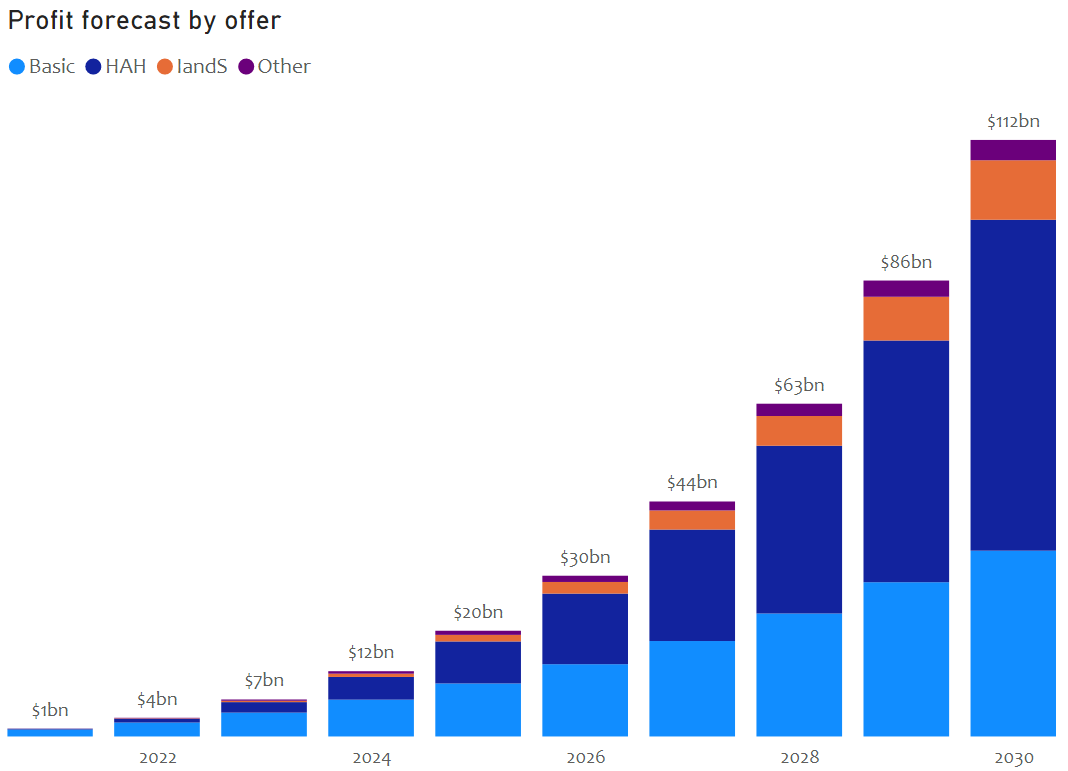 Profit forecast by offer
Basic HAH IandS Other
$112bn
$86bn
$63bn
$44bn
$30bn
$20bn
$12bn
$7bn
$4bn
$1bn
2022 2024 2026 2028 2030